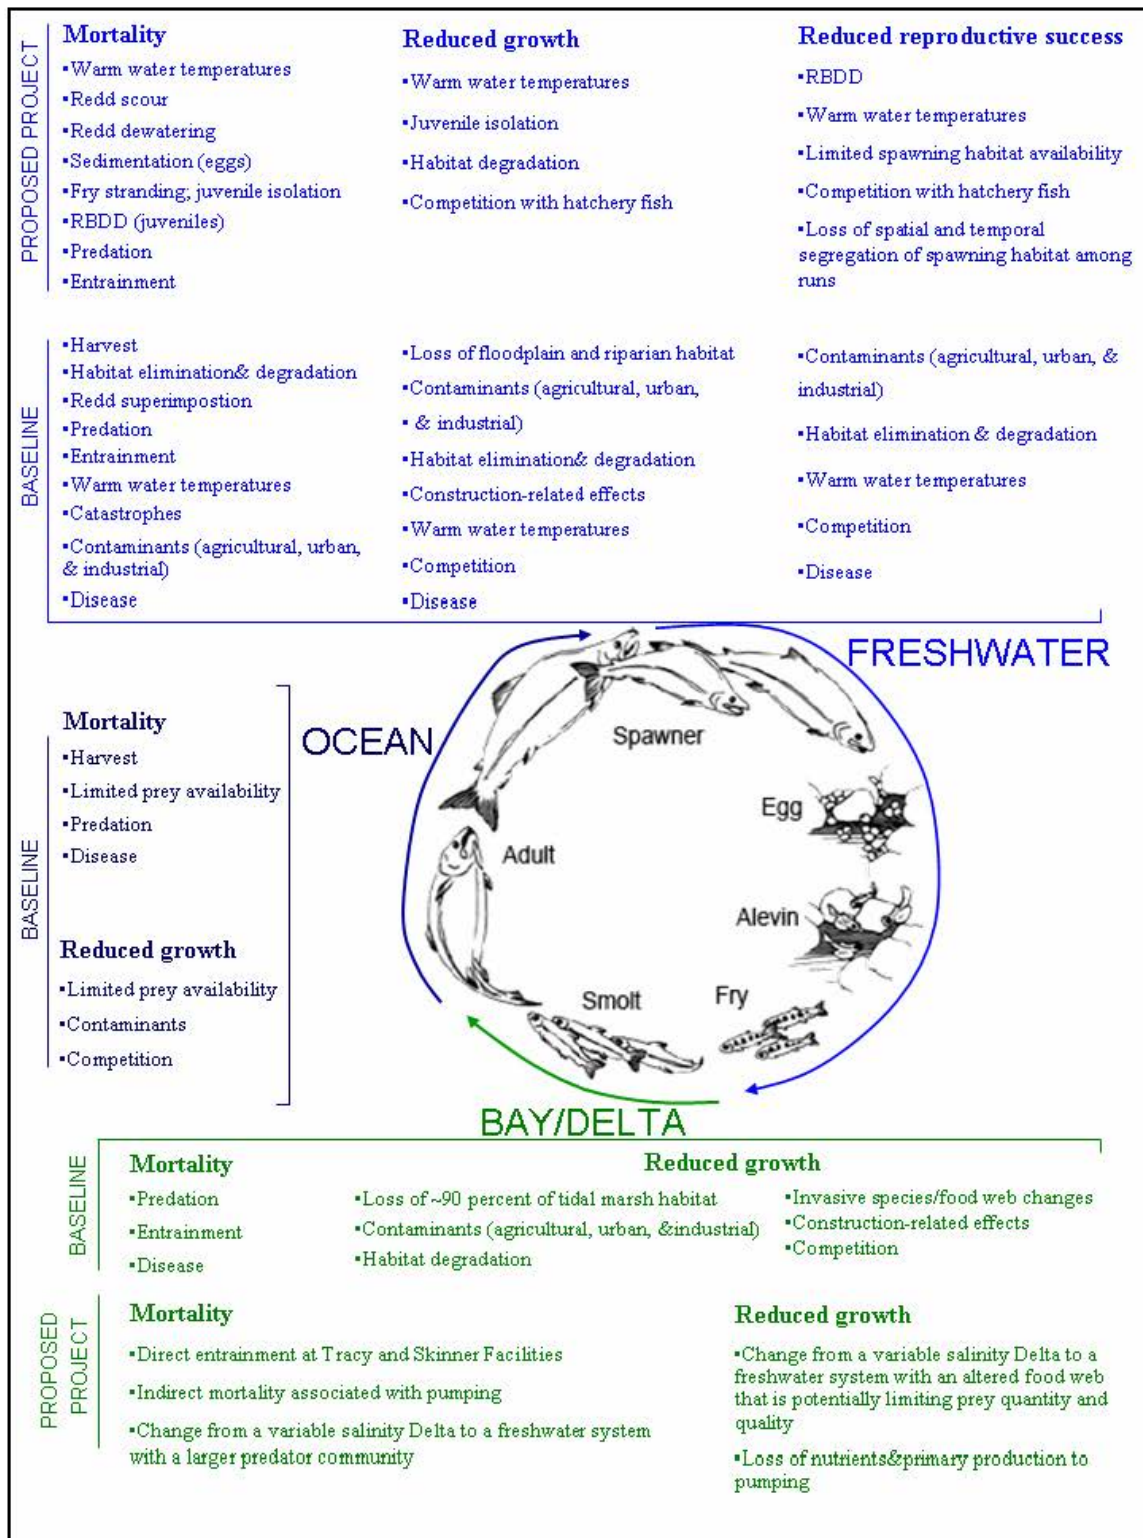 PROPOSED PROJECT
Mortality
▪Warm water temperatures
▪Redd scour
▪Redd dewatering
▪Sedimentation (eggs)
▪Fry stranding; juvenile isolation
▪RBDD (juveniles)
▪Predation
▪Entrainment
Reduced growth
▪Warm water temperatures
▪Juvenile isolation
▪Habitat degradation
▪Competition with hatchery fish
Reduced reproductive success
▪RBDD
▪Warm water temperatures
▪Limited spawning habitat availability
▪Competition with hatchery fish
▪Loss of spatial and temporal
segregation of spawning habitat among
runs
BASELINE
▪Harvest
▪Habitat elimination& degradation
▪Redd superimpostion
▪Predation
▪Entrainment
▪Warm water temperatures
▪Catastrophes
▪Contaminants (agricultural, urban,
& industrial)
▪Disease
▪Loss of floodplain and riparian habitat
▪Contaminants (agricultural, urban,
▪ & industrial)
▪Habitat elimination& degradation
▪Construction-related effects
▪Warm water temperatures
▪Competition
▪Disease
▪Contaminants (agricultural, urban, &
industrial)
▪Habitat elimination & degradation
▪Warm water temperatures
▪Competition
▪Disease
FRESHWATER
OCEAN
Spawner
Egg
Alevin
Fry
Smolt
Adult
BASELINE
Mortality
▪Harvest
▪Limited prey availability
▪Predation
▪Disease
Reduced growth
▪Limited prey availability
▪Contaminants
▪Competition
BAY/DELTA
BASELINE
Mortality
▪Predation
▪Entrainment
▪Disease
Reduced growth
▪Loss of ~90 percent of tidal marsh habitat
▪Contaminants (agricultural, urban, &industrial)
▪Habitat degradation
▪Invasive species/food web changes
▪Construction-related effects
▪Competition
PROPOSED
PROJECT
Mortality
▪Direct entrainment at Tracy and Skinner Facilities
▪Indirect mortality associated with pumping
▪Change from a variable salinity Delta to a freshwater system
with a larger predator community
Reduced growth
▪Change from a variable salinity Delta to a
freshwater system with an altered food web
that is potentially limiting prey quantity and
quality
▪Loss of nutrients&primary production to
pumping